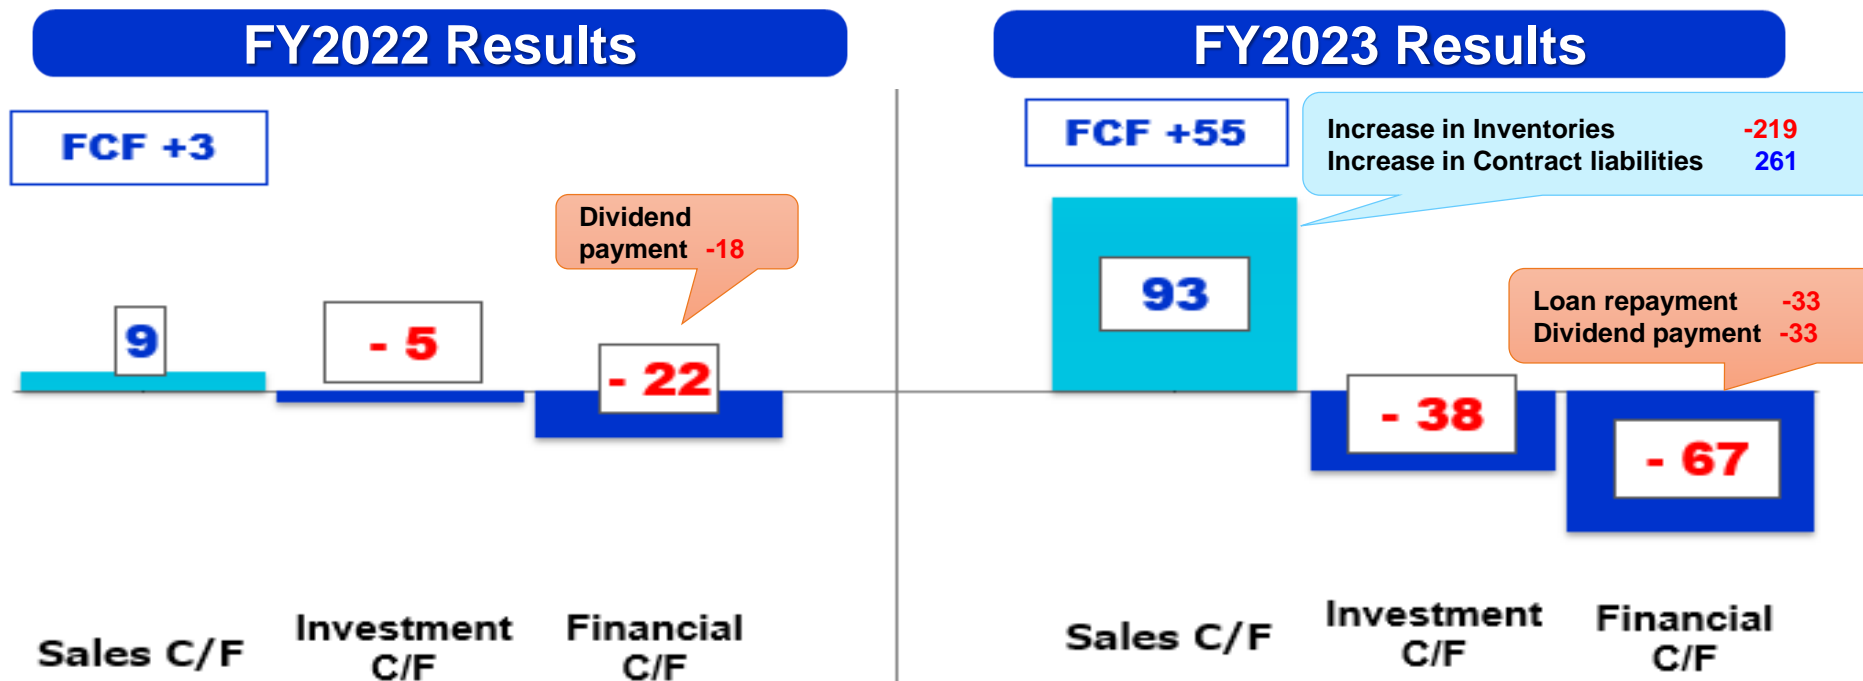 FY2022 Results
FCF +3
Dividend
payment -18
9
- 5
- 22
Sales C/F
Investment
C/F
Financial
C/F
FY2023 Results
FCF +55
Increase in Inventories -219
Increase in Contract liabilities 261
93
Loan repayment -33
Dividend payment -33
- 38
- 67
Sales C/F
Investment
C/F
Financial
C/F